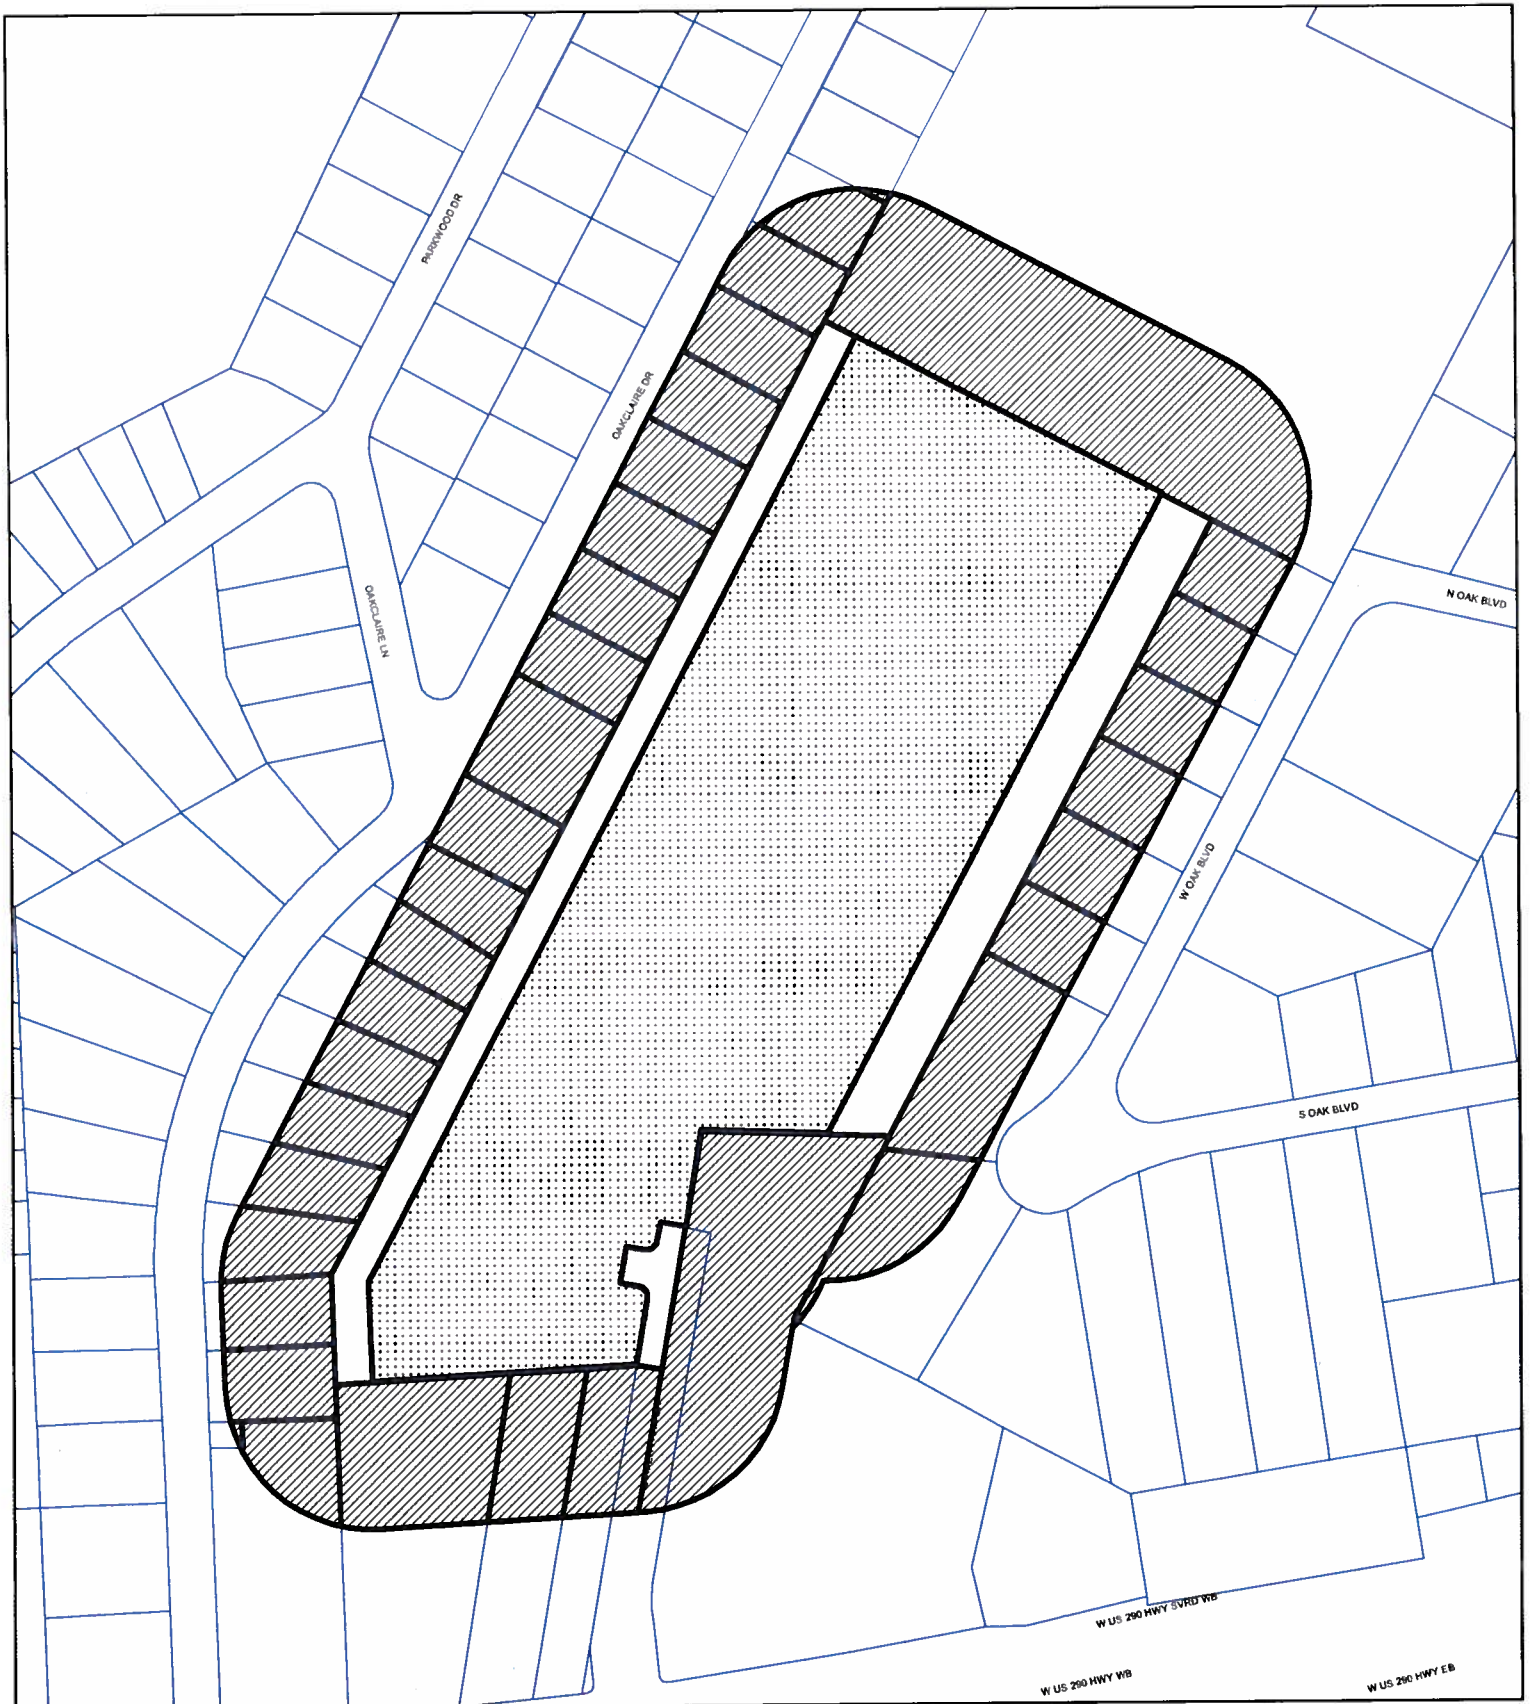 PARKWOOD DR
OAKCLAIRE DR
OAKCLAIRE LN
N OAK BLVD
W OAK BLVD
S OAK BLVD
W US 290 HWY SVRD WB
W US 290 HWY WB
W US 290 HWY EB